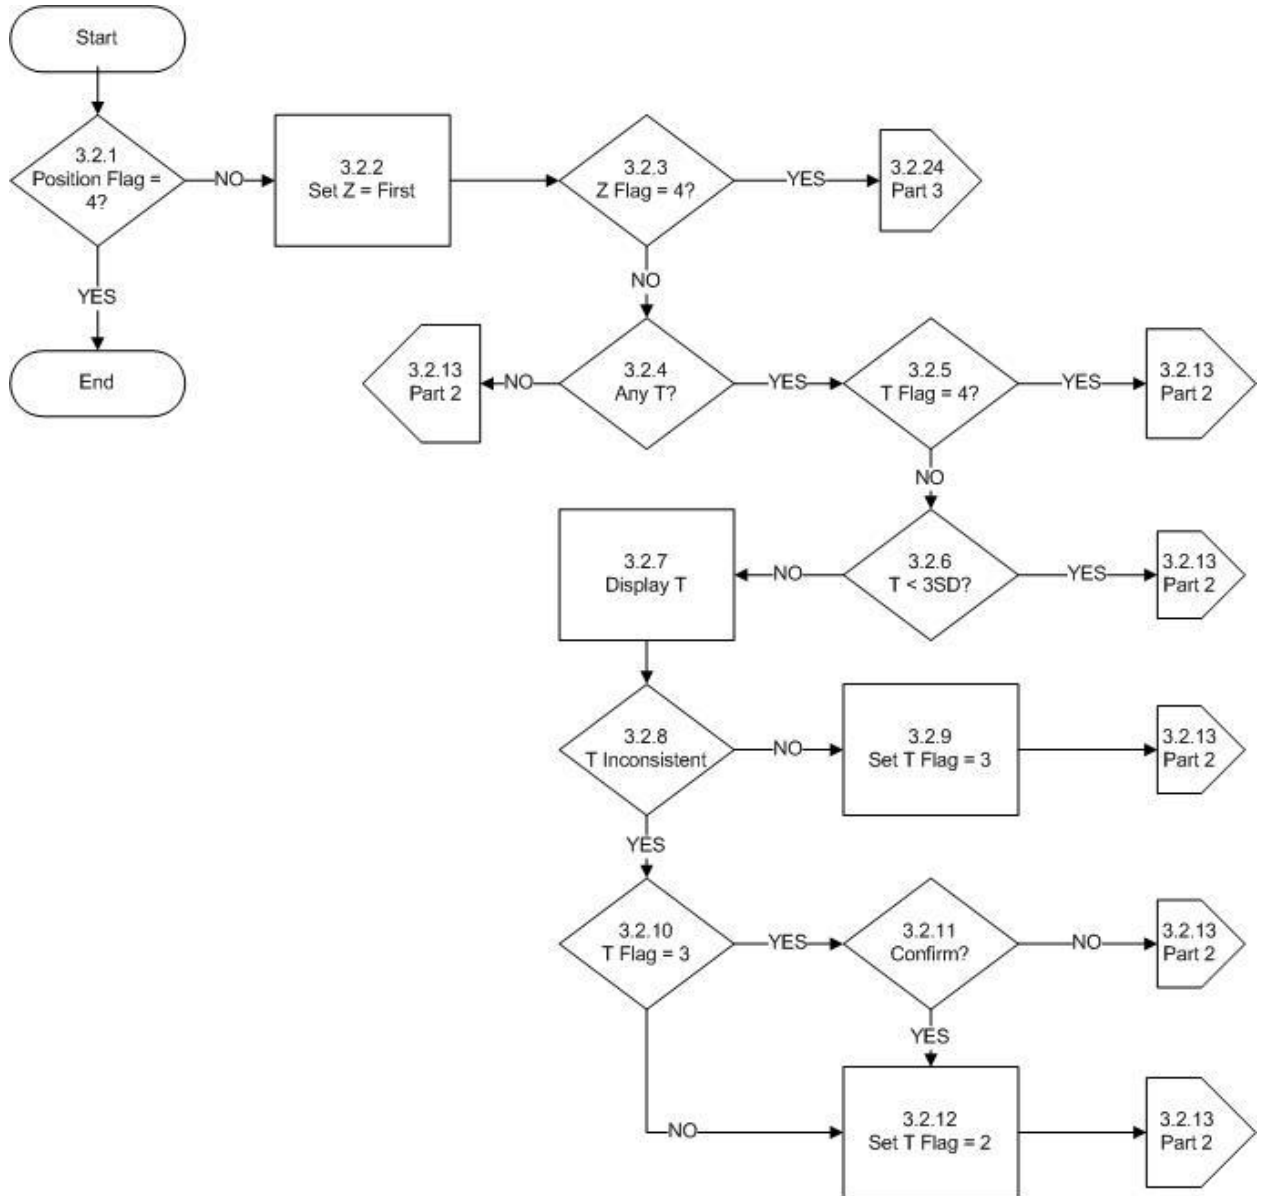 Start
3.2.1
Position Flag =
4?
NO
3.2.2
Set Z = First
3.2.3
Z Flag = 4?
YES
3.2.24
Part 3
YES
NO
End
3.2.13
Part 2
NO
3.2.4
Any T?
YES
3.2.5
T Flag = 4?
YES
3.2.13
Part 2
NO
3.2.7
Display T
NO
3.2.6
T < 3SD?
YES
3.2.13
Part 2
3.2.8
T Inconsistent
NO
3.2.9
Set T Flag = 3
3.2.13
Part 2
YES
3.2.10
T Flag = 3
YES
3.2.11
Confirm?
NO
3.2.13
Part 2
YES
NO
3.2.12
Set T Flag = 2
3.2.13
Part 2